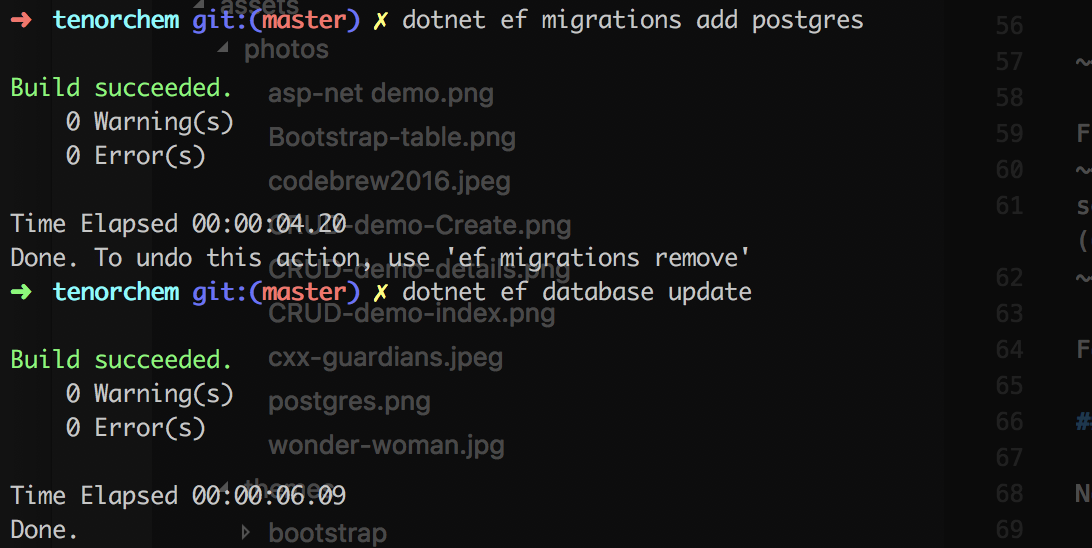 assets
➜ tenorchem git:(master) ✗ dotnet ef migrations add postgres
photos
Build succeeded.
0 Warning(s)
0 Error(s)
Time Elapsed 00:00:04.20
Done. To undo this action, use 'ef migrations remove'
➜ tenorchem git:(master) ✗ dotnet ef database update
Build succeeded.
0 Warning(s)
0 Error(s)
Time Elapsed 00:00:06.09
Done.
asp-net demo.png
Bootstrap-table.png
codebrew2016.jpeg
CRUD-demo-Create.png
CRUD-demo-details.png
CRUD-demo-index.png
cxx-guardians.jpeg
postgres.png
wonder-woman.jpg
themes
bootstrap
56
57 ~
58
59 F
60 ~
61 s
(
~
62
63
64 F
65
66 #
67
68 N
69